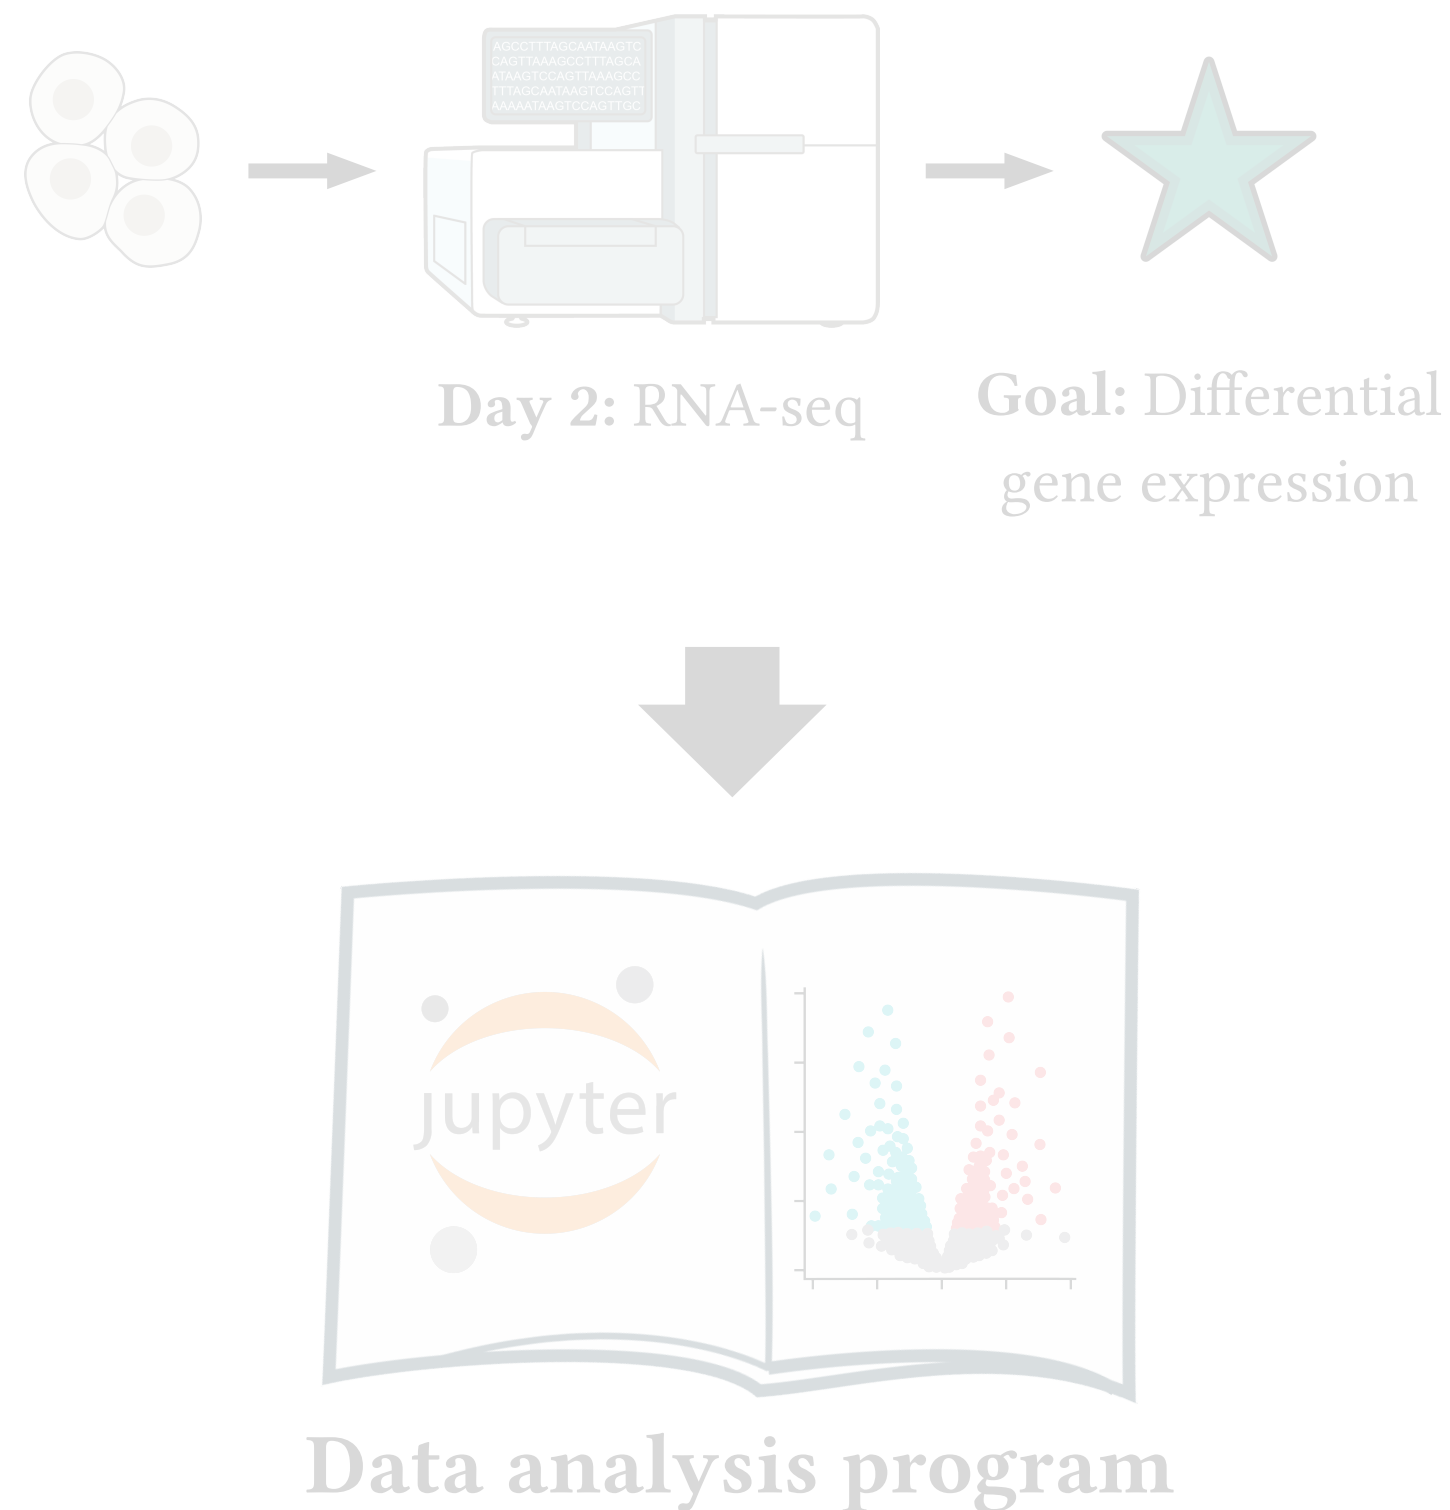 AGCCTTTAGCAATAAGTC
CAGTTAAAGCCTTTAGCA
ATAAGTCCAGTTAAAGCC
TTTAGCAATAAGTCCAGTT
AAAAATAAGTCCAGTTGC
Day 2: RNA-seq
Goal: Differential
gene expression
jupyter
Data analysis program